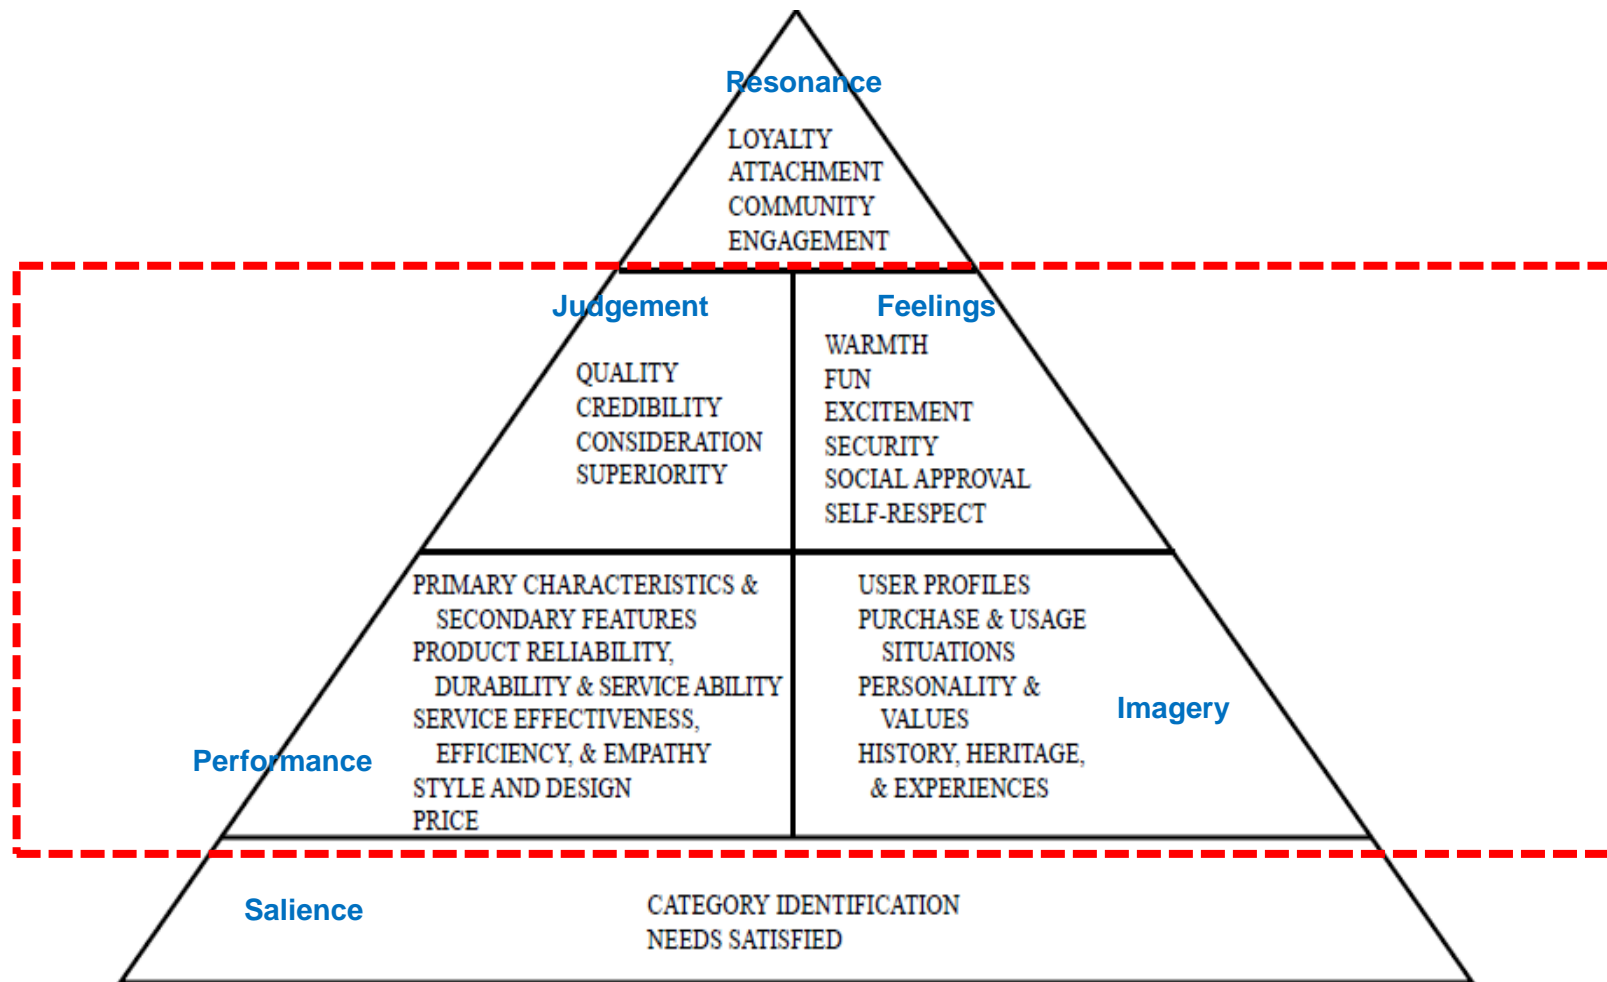 Resonance
LOYALTY
ATTACHMENT
COMMUNITY
ENGAGEMENT
Judgement
QUALITY
CREDIBILITY
CONSIDERATION
SUPERIORITY
Feelings
WARMTH
FUN
EXCITEMENT
SECURITY
SOCIAL APPROVAL
SELF-RESPECT
Performance
PRIMARY CHARACTERISTICS &
SECONDARY FEATURES
PRODUCT RELIABILITY,
DURABILITY & SERVICE ABILITY
SERVICE EFFECTIVENESS,
EFFICIENCY, & EMPATHY
STYLE AND DESIGN
PRICE
USER PROFILES
PURCHASE & USAGE
SITUATIONS
PERSONALITY &
VALUES
HISTORY, HERITAGE,
& EXPERIENCES
Imagery
Salience
CATEGORY IDENTIFICATION
NEEDS SATISFIED